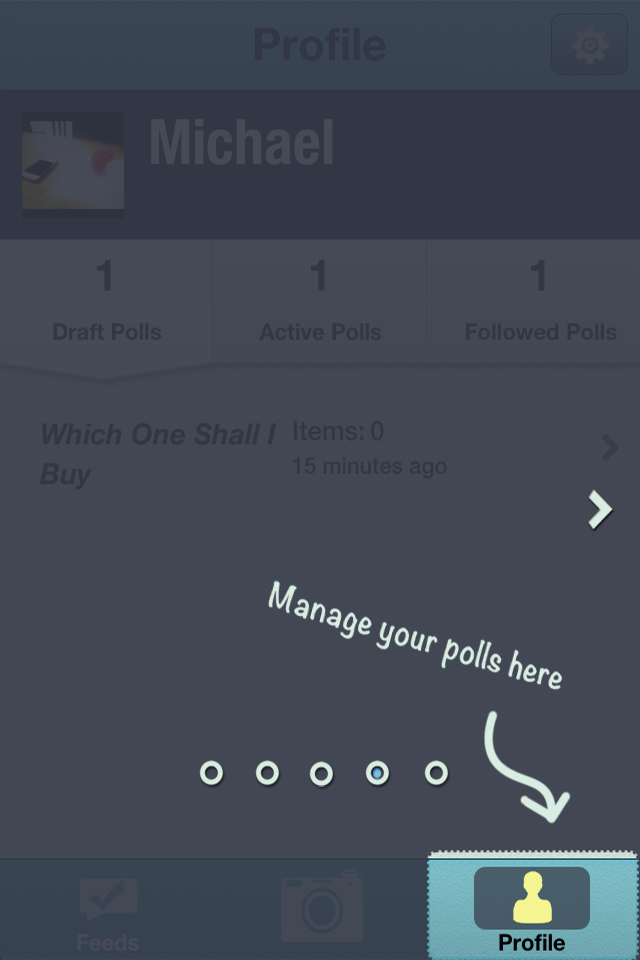 Profile
Michael
1 1 1
Draft Polls Active Polls Followed Polls
Which One Shall I Items: 0
Buy 15 minutes ago
Manage your polls here
Feeds Profile